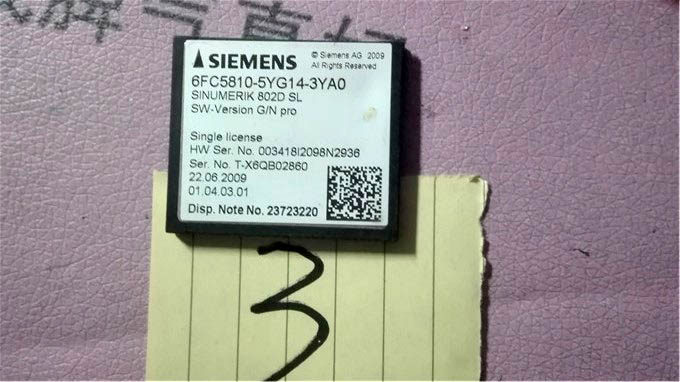 SIEMENS
© Siemens AG 2009
All Rights Reserved
6FC5810-5YG14-3YA0
SINUMERIK 802D SL
SW-Version G/N pro
Single license
HW Ser. No. 003418I2098N2936
Ser. No. T-X6QB02860
22.06.2009
01.04.03.01
Disp. Note No. 23723220
3